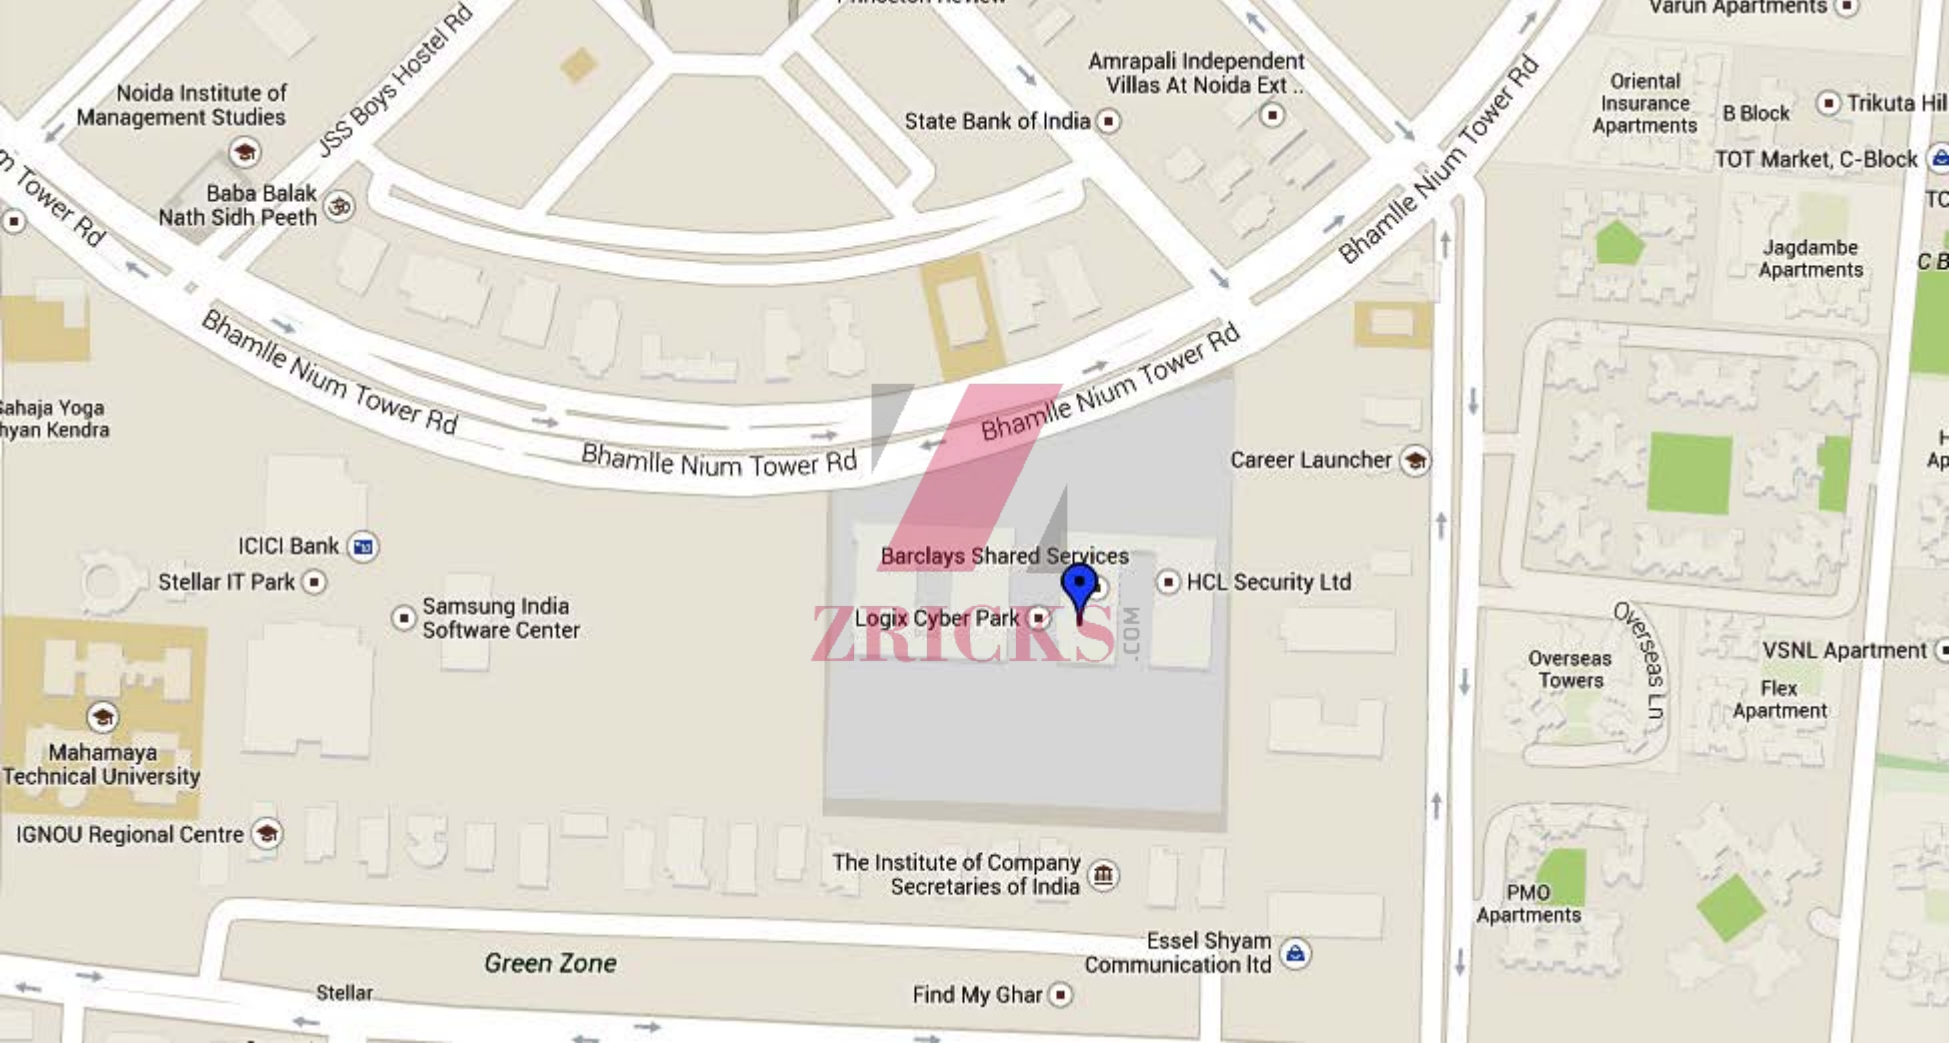 Varun Apartments
JSS Boys Hostel Rd
Noida Institute of
Management Studies
Amrapali Independent
Villas At Noida Ext ..
State Bank of India
Oriental
Insurance
Apartments
B Block
Trikuta Hil
TOT Market, C-Block
Tower Rd
Baba Balak
Nath Sidh Peeth
Bhamlle Nium Tower Rd
Jagdambe
Apartments
Bhamlle Nium Tower Rd
Bhamlle Nium Tower Rd
Bhamlle Nium Tower Rd
Sahaja Yoga
hyan Kendra
Career Launcher
ICICI Bank
Stellar IT Park
Samsung India
Software Center
Barclays Shared Services
HCL Security Ltd
Logix Cyber Park
ZRICKS
.COM
Overseas Ln
Overseas
Towers
VSNL Apartment
Flex
Apartment
Mahamaya
Technical University
IGNOU Regional Centre
The Institute of Company
Secretaries of India
PMO
Apartments
Essel Shyam
Communication ltd
Green Zone
Stellar
Find My Ghar